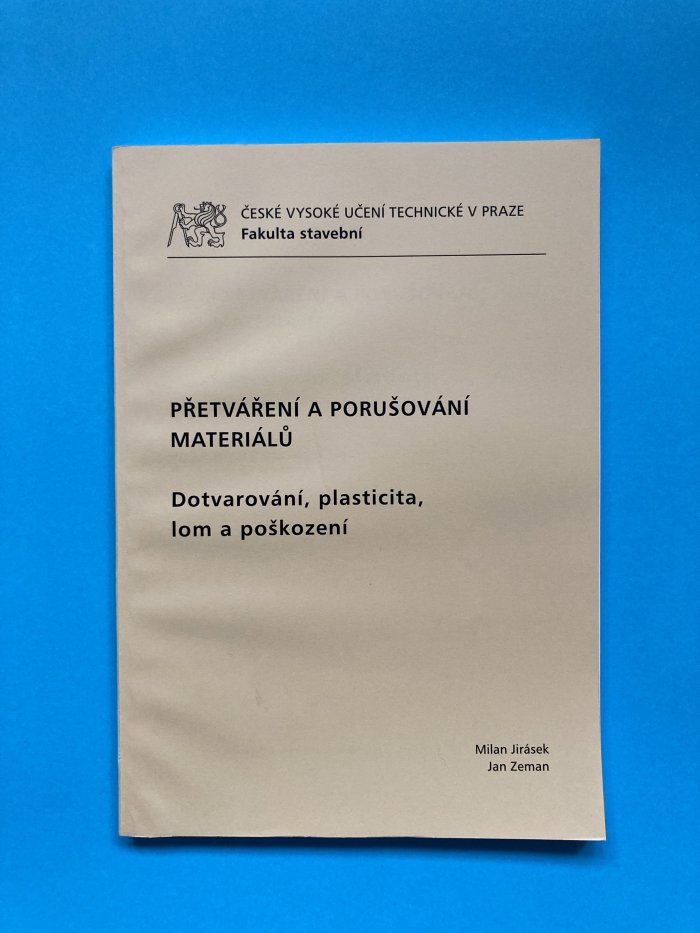 ČESKÉ VYSOKÉ UČENÍ TECHNICKÉ V PRAZE
Fakulta stavební
PŘETVÁŘENÍ A PORUŠOVÁNÍ
MATERIÁLŮ
Dotvarování, plasticita,
lom a poškození
Milan Jirásek
Jan Zeman